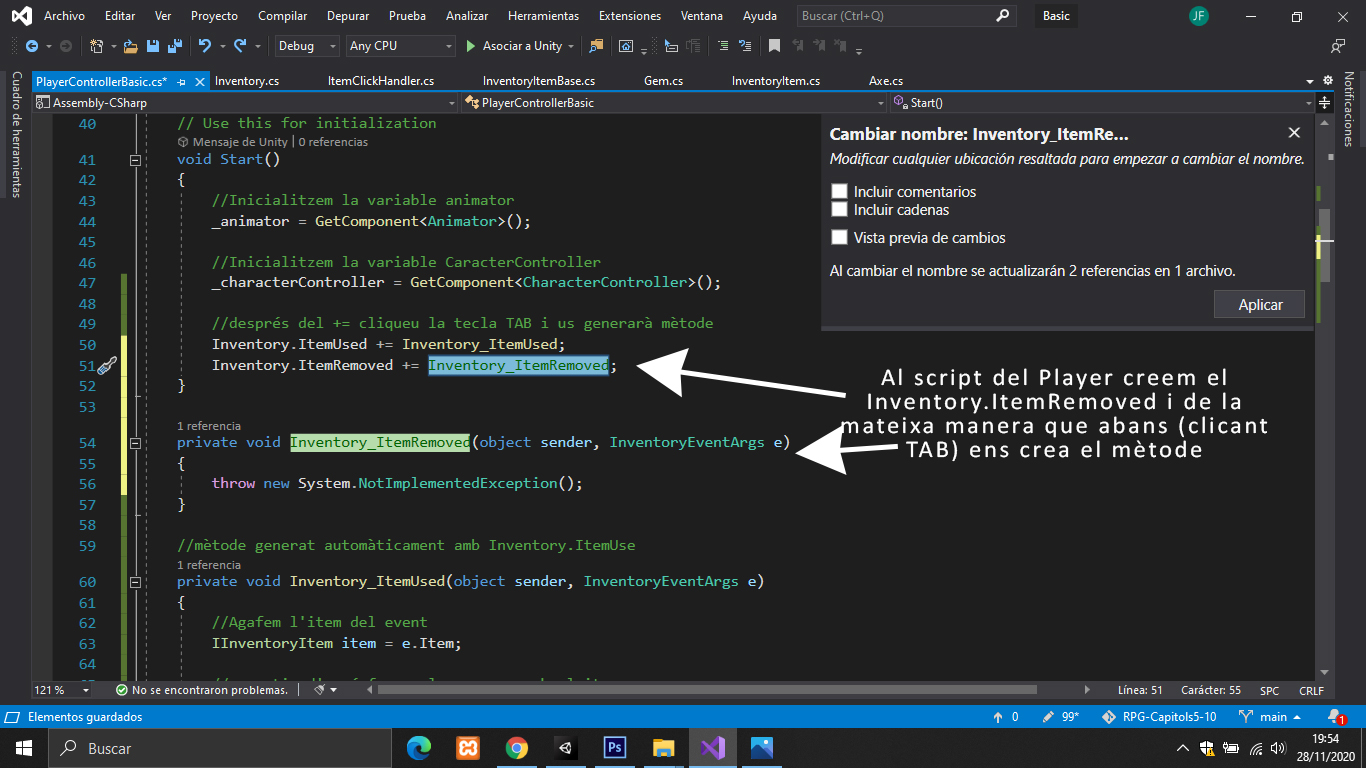 Archivo Editar Ver Proyecto Compilar Depurar Prueba Analizar Herramientas Extensiones Ventana Ayuda Buscar (Ctrl+Q) Basic JF
Debug Any CPU Asociar a Unity
PlayerControllerBasic.cs* Inventory.cs ItemClickHandler.cs InventoryItemBase.cs Gem.cs InventoryItem.cs Axe.cs
Assembly-CSharp PlayerControllerBasic Start()
Cuadro de herramientas
Notificaciones
40 // Use this for initialization
Mensaje de Unity | 0 referencias
41 void Start()
42 {
43 //Inicialitzem la variable animator
44 _animator = GetComponent<Animator>();
45
46 //Inicialitzem la variable CaracterController
47 _characterController = GetComponent<CharacterController>();
48
49 //després del += cliqueu la tecla TAB i us generarà mètode
50 Inventory.ItemUsed += Inventory_ItemUsed;
51 Inventory.ItemRemoved += Inventory_ItemRemoved;
52 }
53
1 referencia
54 private void Inventory_ItemRemoved(object sender, InventoryEventArgs e)
55 {
56 throw new System.NotImplementedException();
57 }
58
59 //mètode generat automàticament amb Inventory.ItemUse
1 referencia
60 private void Inventory_ItemUsed(object sender, InventoryEventArgs e)
61 {
62 //Agafem l'item del event
63 IInventoryItem item = e.Item;
64
Cambiar nombre: Inventory_ItemRe...
Modificar cualquier ubicación resaltada para empezar a cambiar el nombre.
Incluir comentarios
Incluir cadenas
Vista previa de cambios
Al cambiar el nombre se actualizarán 2 referencias en 1 archivo.
Aplicar
Al script del Player creem el
Inventory.ItemRemoved i de la
mateixa manera que abans (clicant
TAB) ens crea el mètode
121 % No se encontraron problemas. Línea: 51 Carácter: 55 SPC CRLF
Elementos guardados 0 99* RPG-Capitols5-10 main 1
Buscar Ps 19:54
28/11/2020